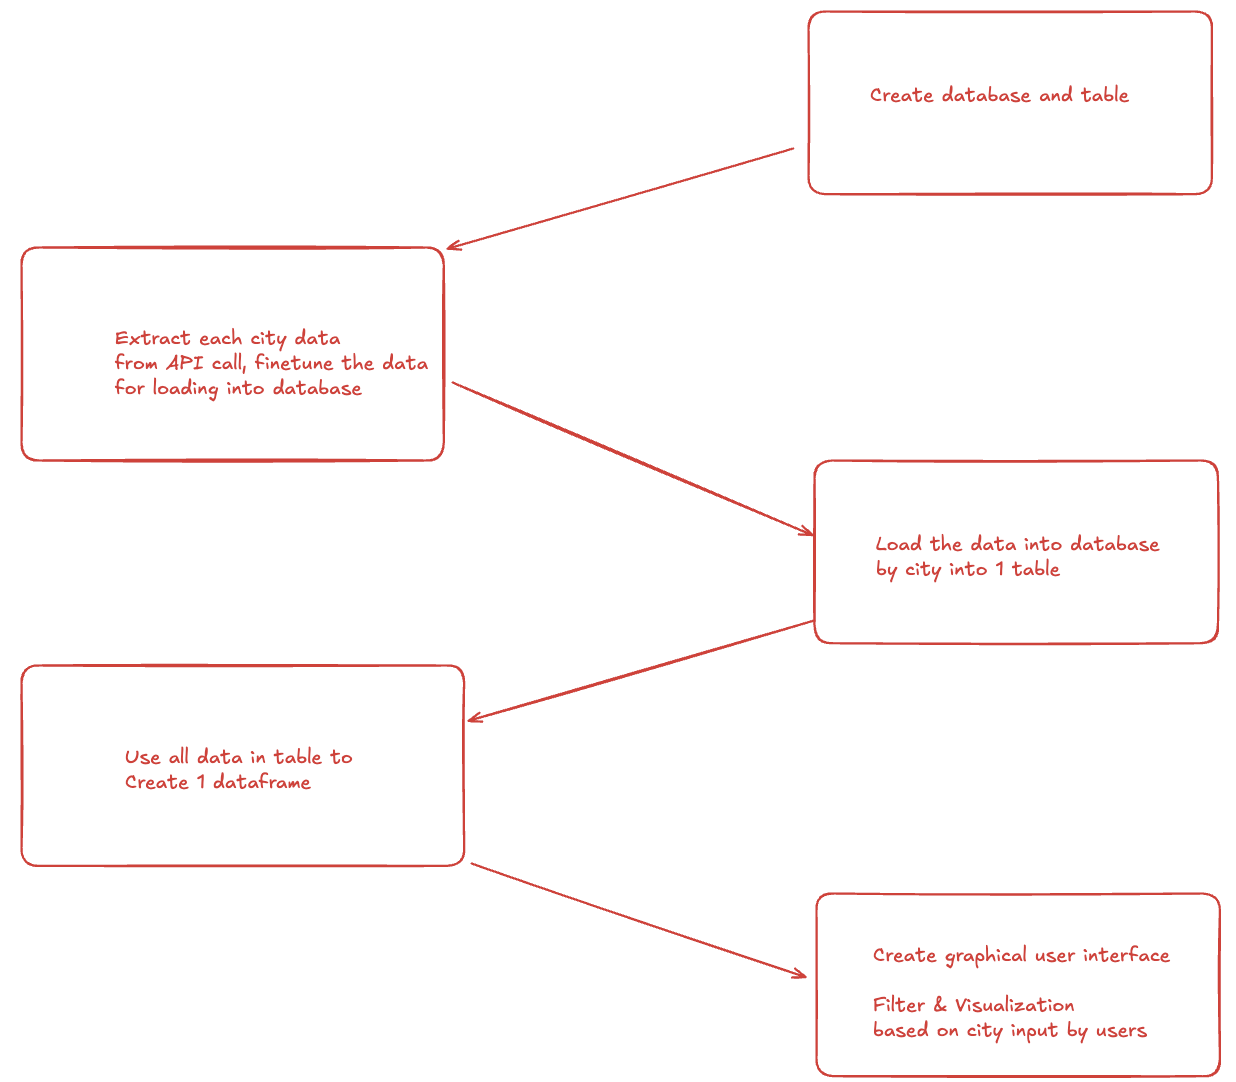 Create database and table
Extract each city data
from API call, finetune the data
for loading into database
Load the data into database
by city into 1 table
Use all data in table to
Create 1 dataframe
Create graphical user interface
Filter & Visualization
based on city input by users